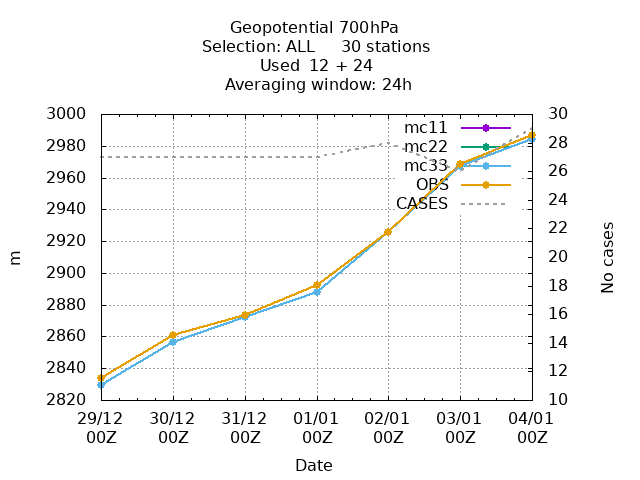 Geopotential 700hPa
Selection: ALL 30 stations
Used 12 + 24
Averaging window: 24h
3000
2980
2960
2940
2920
2900
2880
2860
2840
2820
m
30
28
26
24
22
20
18
16
14
12
10
No cases
mc11
mc22
mc33
OBS
CASES
29/12 30/12 31/12 01/01 02/01 03/01 04/01
00Z 00Z 00Z 00Z 00Z 00Z 00Z
Date